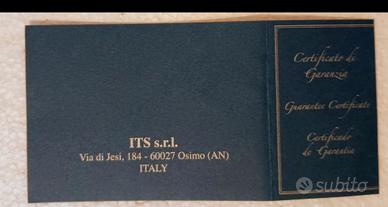 ITS s.r.l.
Via di Jesi, 184 - 60027 Osimo (AN)
ITALY
Certificato di
Garanzia
Guarantee Certificate
Certificado
de Garantia
subito